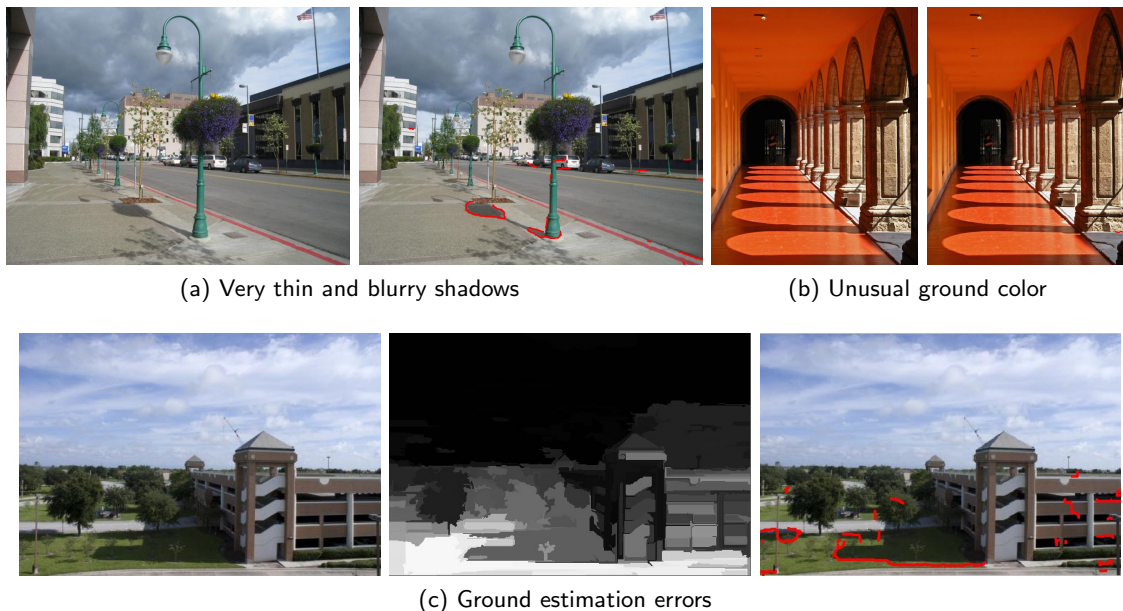 (a) Very thin and blurry shadows
(b) Unusual ground color
(c) Ground estimation errors